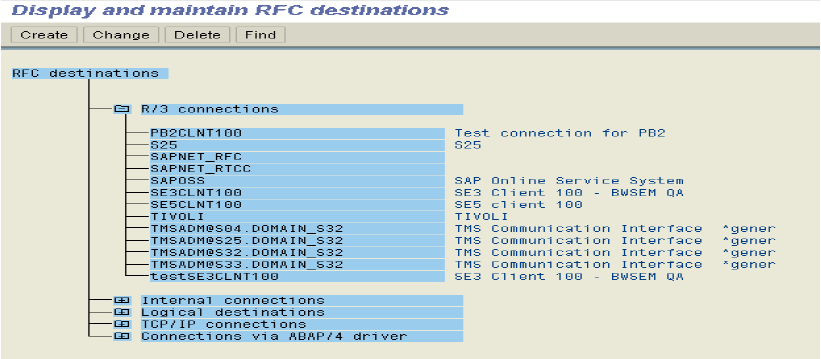 Display and maintain RFC destinations
Create Change Delete Find
RFC destinations
R/3 connections
PB2CLNT100 Test connection for PB2
S25 S25
SAPNET_RFC
SAPNET_RTCC
SAPOSS SAP Online Service System
SE3CLNT100 SE3 Client 100 - BWSEM QA
SE5CLNT100 SE5 client 100
TIVOLI TIVOLI
TMSADM@S04.DOMAIN_S32 TMS Communication Interface *gener
TMSADM@S25.DOMAIN_S32 TMS Communication Interface *gener
TMSADM@S32.DOMAIN_S32 TMS Communication Interface *gener
TMSADM@S33.DOMAIN_S32 TMS Communication Interface *gener
testSE3CLNT100 SE3 Client 100 - BWSEM QA
Internal connections
Logical destinations
TCP/IP connections
Connections via ABAP/4 driver